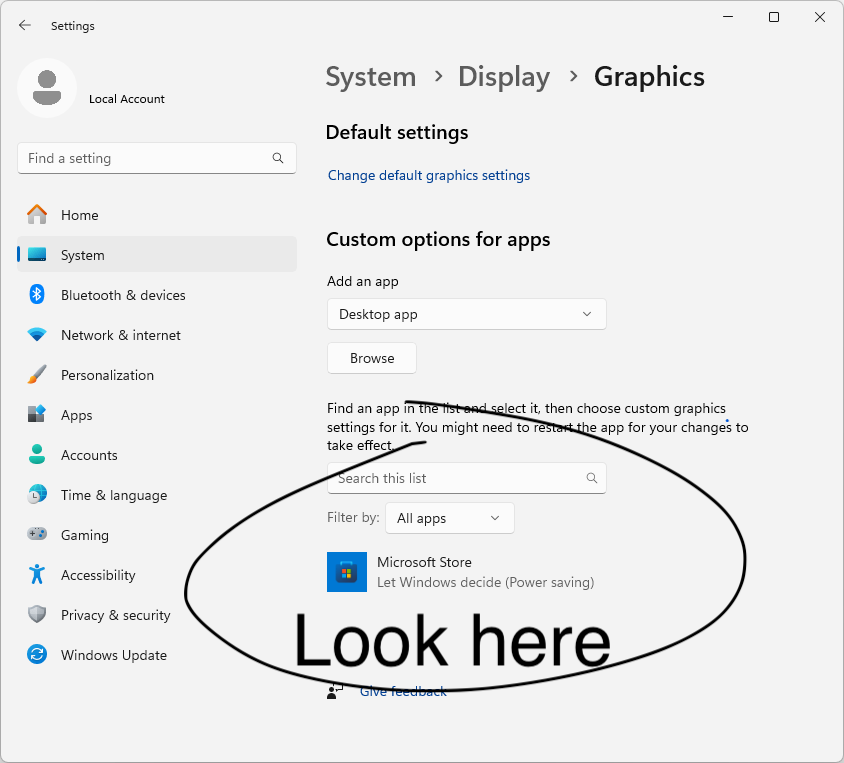 Settings
Local Account
Find a setting
Home
System
Bluetooth & devices
Network & internet
Personalization
Apps
Accounts
Time & language
Gaming
Accessibility
Privacy & security
Windows Update
System > Display > Graphics
Default settings
Change default graphics settings
Custom options for apps
Add an app
Desktop app
Browse
Find an app in the list and select it, then choose custom graphics
settings for it. You might need to restart the app for your changes to
take effect.
Search this list
Filter by: All apps
Microsoft Store
Let Windows decide (Power saving)
Look here
Give feedback